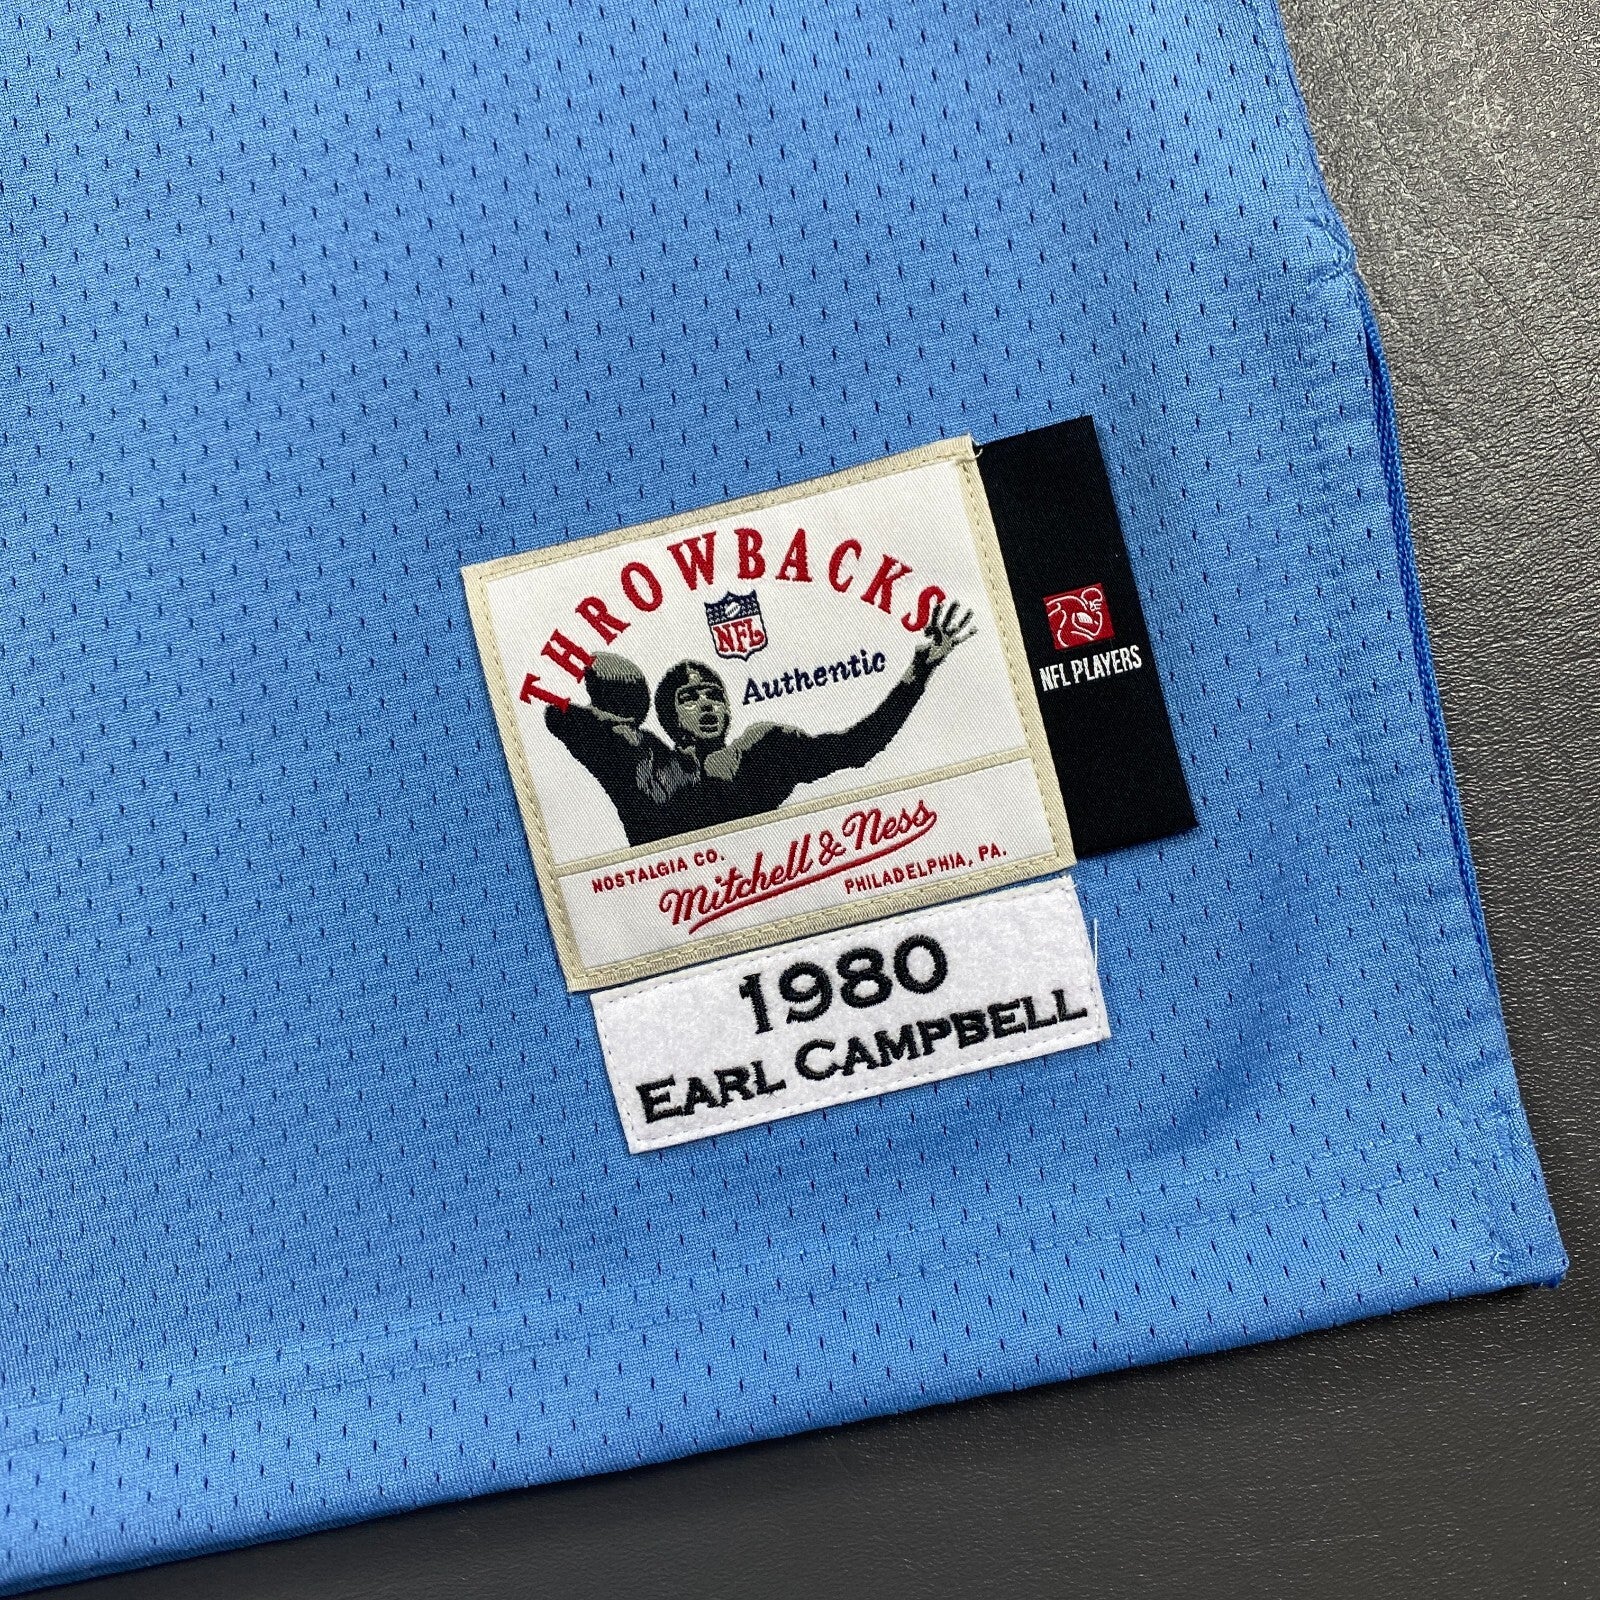 THROWBACKS
NFL
Authentic
NOSTALGIA CO.
Mitchell & Ness
PHILADELPHIA, PA.
NFL PLAYERS
1980
EARL CAMPBELL